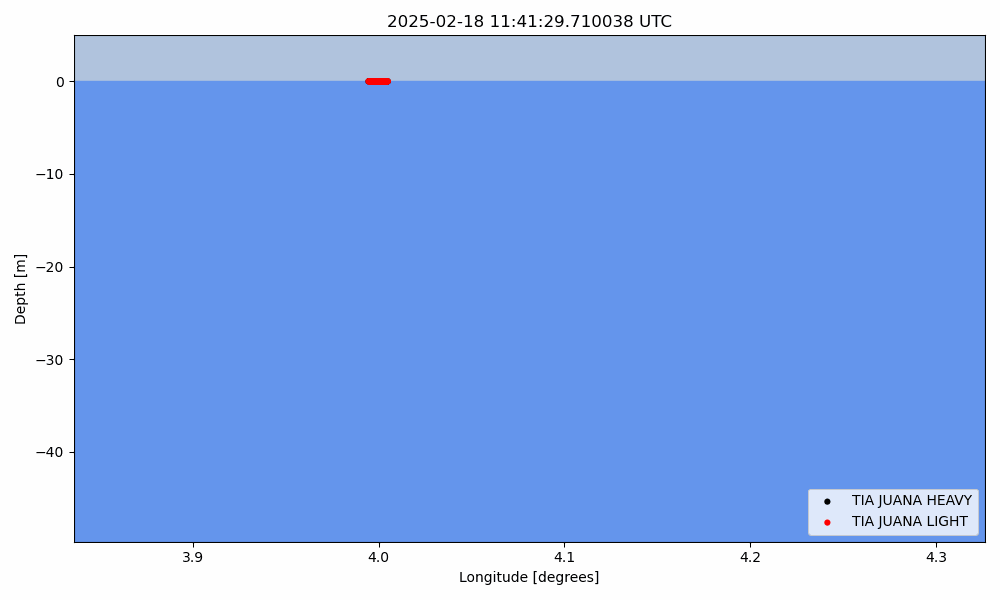 2025-02-18 11:41:29.710038 UTC
0
−10
−20
−30
−40
Depth [m]
3.9 4.0 4.1 4.2 4.3
Longitude [degrees]
TIA JUANA HEAVY
TIA JUANA LIGHT